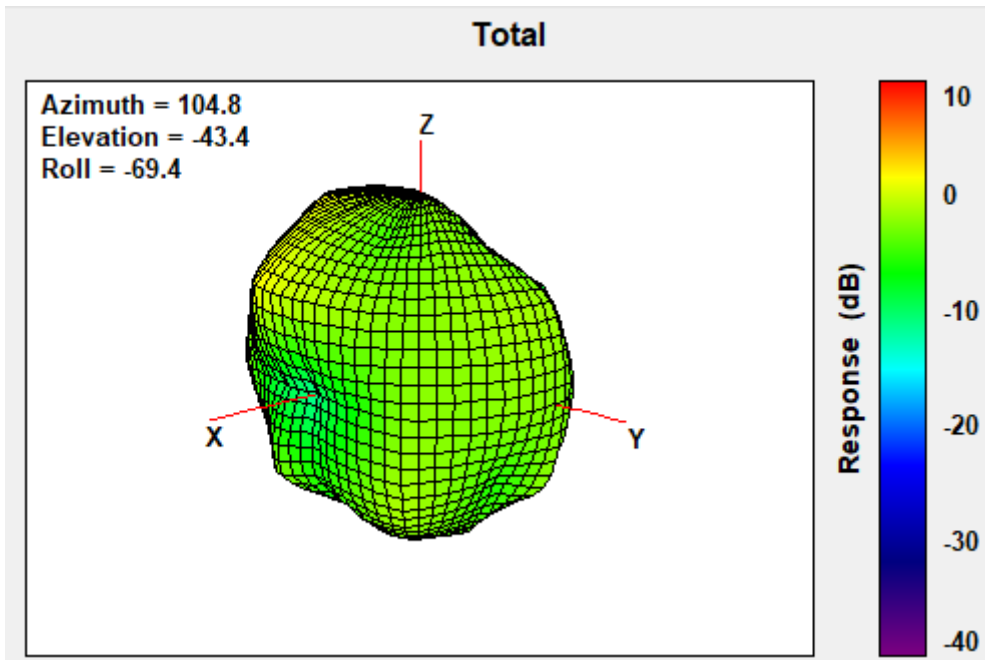 Total
Azimuth = 104.8
Elevation = -43.4
Roll = -69.4
Z
X
Y
10
0
-10
-20
-30
-40
Response (dB)